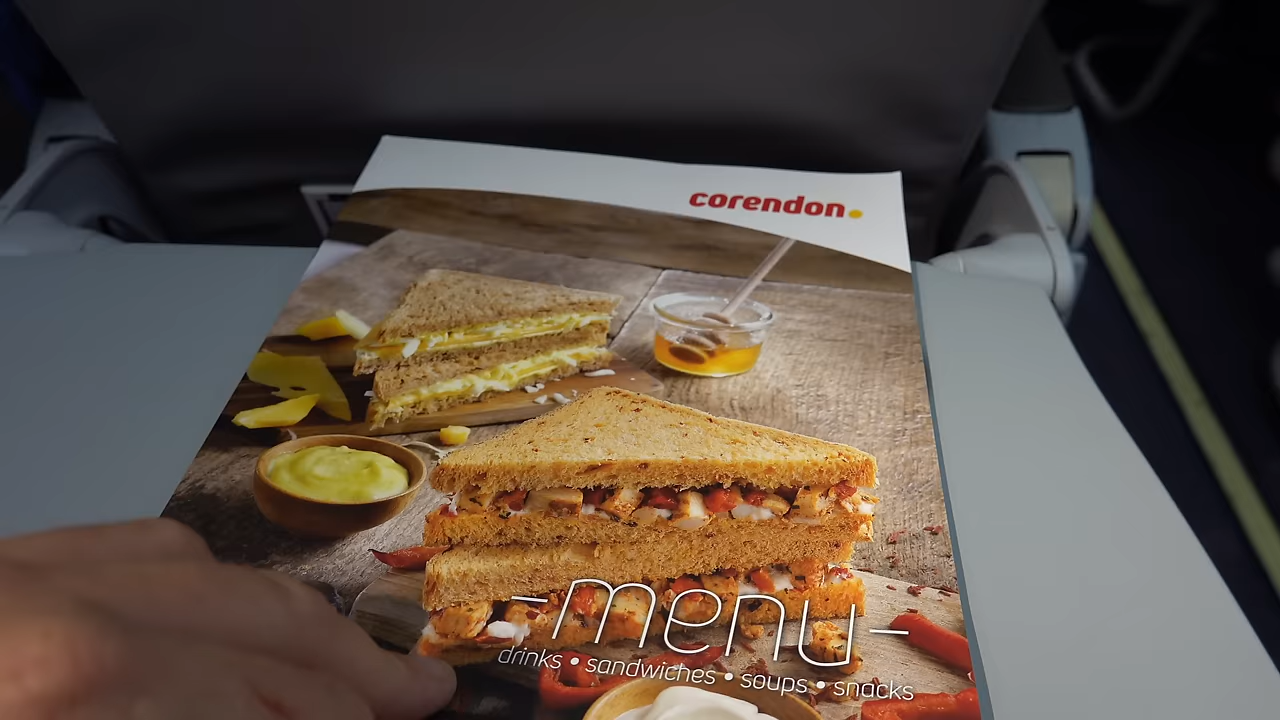 corendon.
-menu-
drinks • sandwiches • soups • snacks